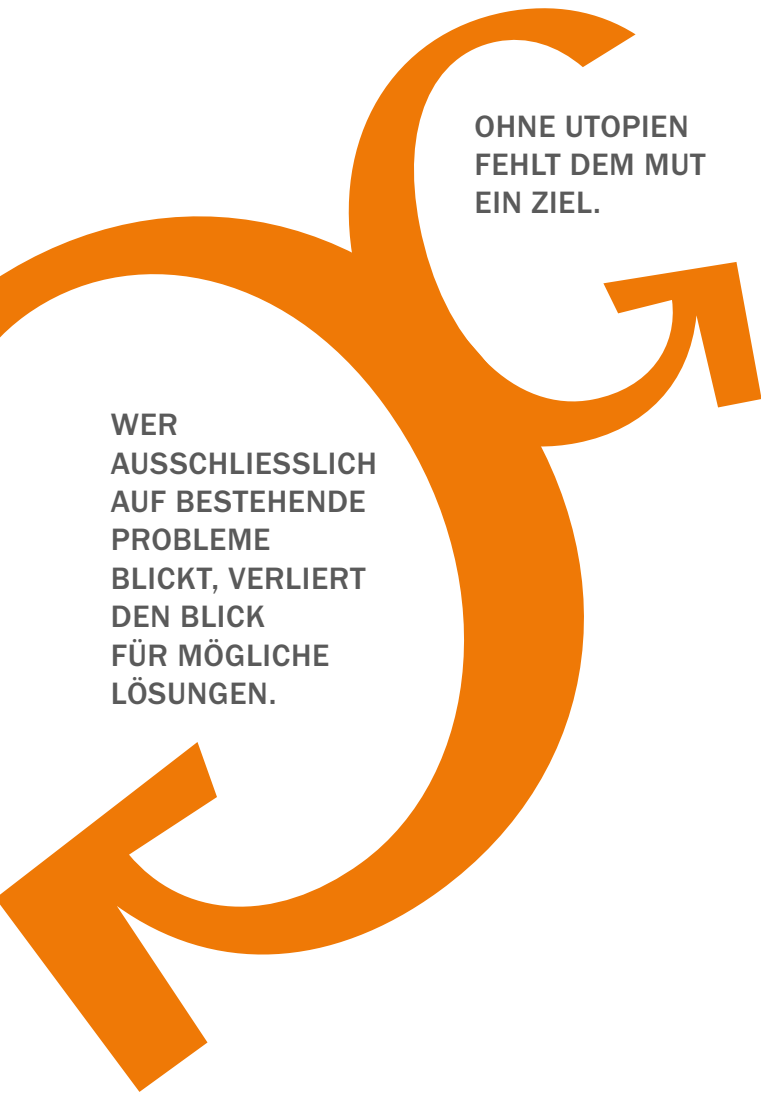 OHNE UTOPIEN
FEHLT DEM MUT
EIN ZIEL.
WER
AUSSCHLIESSLICH
AUF BESTEHENDE
PROBLEME
BLICKT, VERLIERT
DEN BLICK
FÜR MÖGLICHE
LÖSUNGEN.